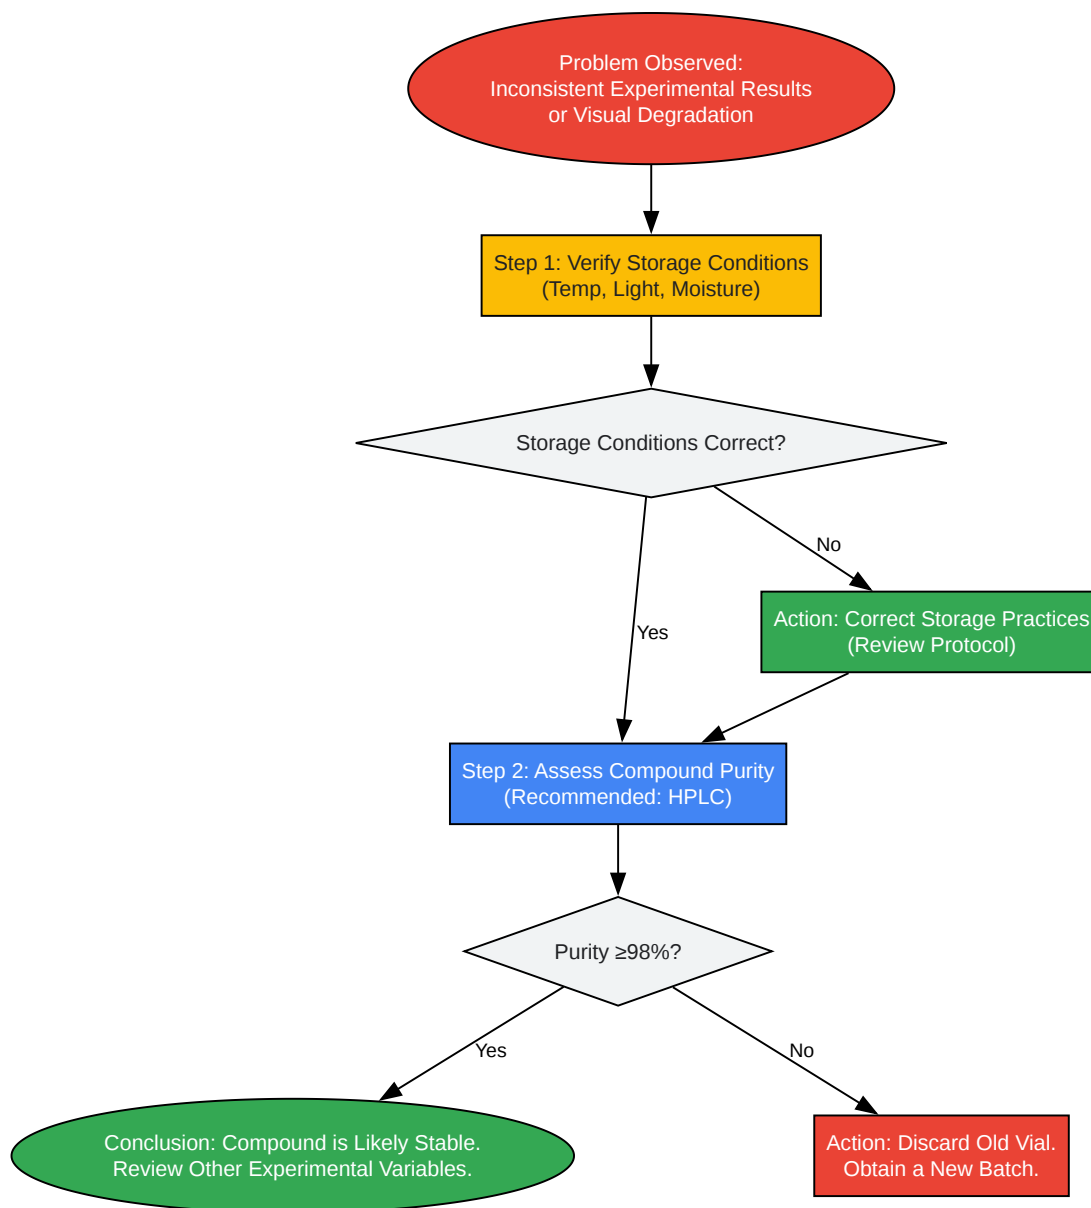 Problem Observed:
Inconsistent Experimental Results
or Visual Degradation
Step 1: Verify Storage Conditions
(Temp, Light, Moisture)
Storage Conditions Correct?
No
Action: Correct Storage Practices
(Review Protocol)
Yes
Step 2: Assess Compound Purity
(Recommended: HPLC)
Purity ≥98%?
Yes
No
Conclusion: Compound is Likely Stable.
Review Other Experimental Variables.
Action: Discard Old Vial.
Obtain a New Batch.